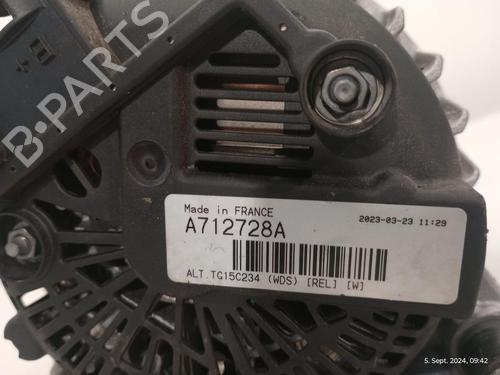 B+
B-PARTS
Made in FRANCE
2023-03-23 11:29
A712728A
ALT.TG15C234 (WDS) [REL] [W]
5. Sept. 2024, 09:42